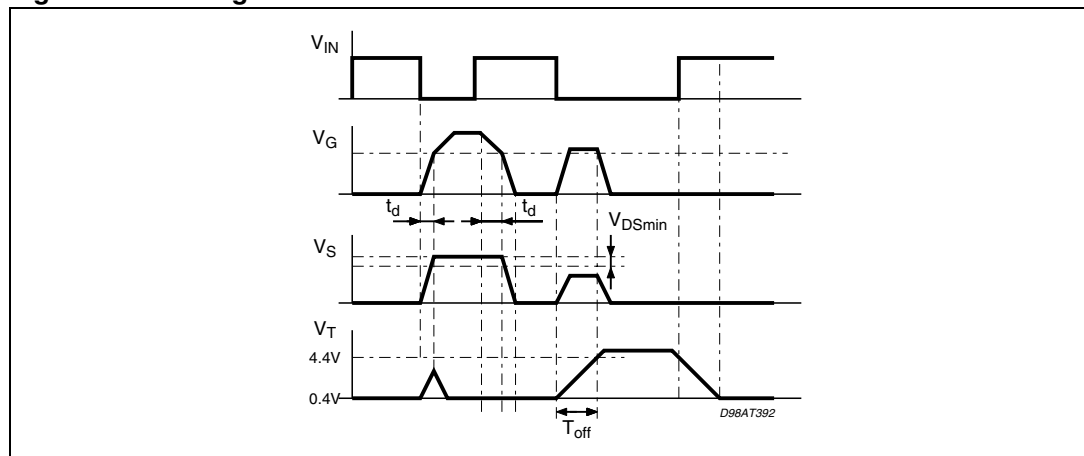 V_IN
V_G
t_d
t_d
V_DSmin
V_S
V_T
4.4V
0.4V
T_off
D98AT392